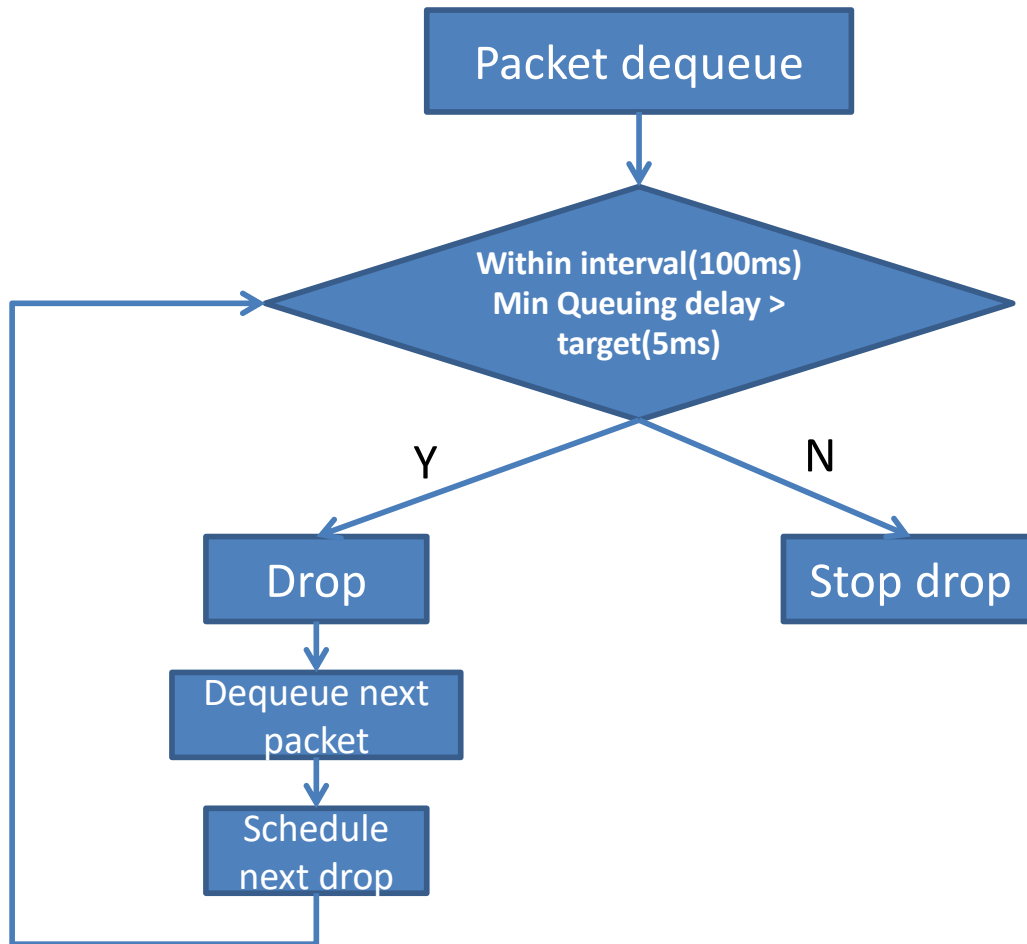 Packet dequeue
Within interval(100ms)
Min Queuing delay >
target(5ms)
Y
N
Drop
Stop drop
Dequeue next
packet
Schedule
next drop